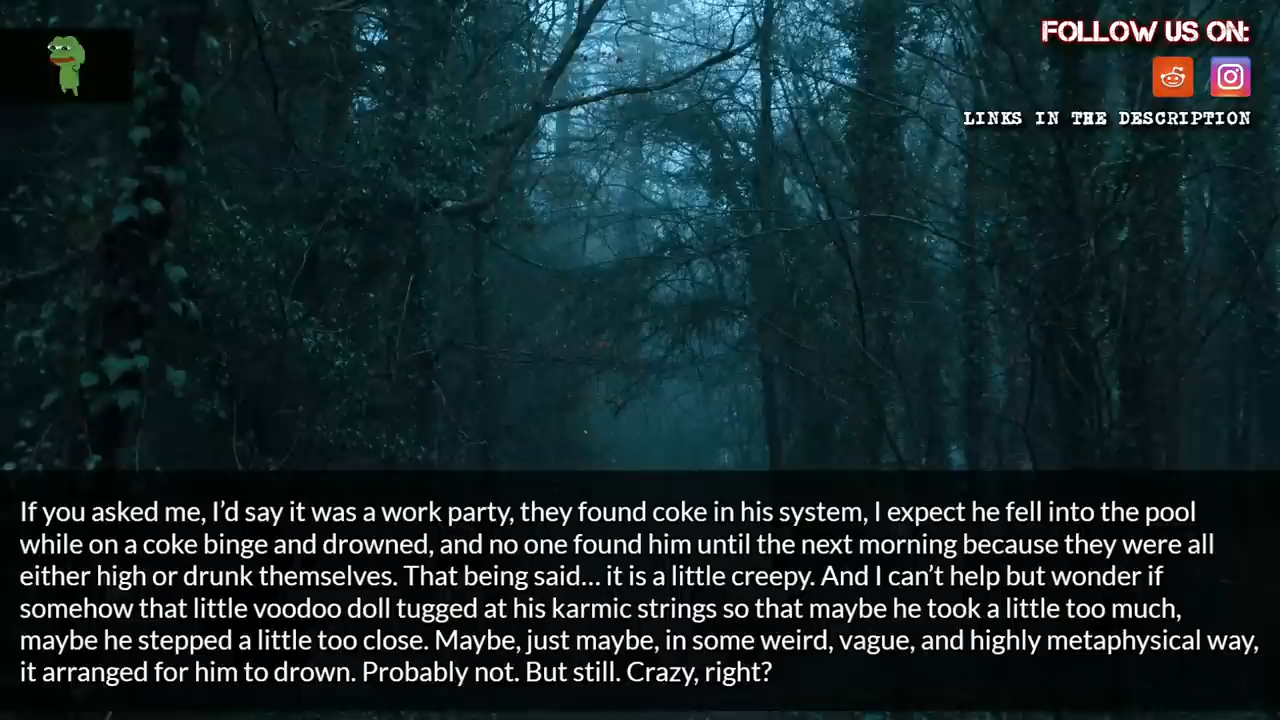 FOLLOW US ON:
LINKS IN THE DESCRIPTION
If you asked me, I’d say it was a work party, they found coke in his system, I expect he fell into the pool
while on a coke binge and drowned, and no one found him until the next morning because they were all
either high or drunk themselves. That being said… it is a little creepy. And I can’t help but wonder if
somehow that little voodoo doll tugged at his karmic strings so that maybe he took a little too much,
maybe he stepped a little too close. Maybe, just maybe, in some weird, vague, and highly metaphysical way,
it arranged for him to drown. Probably not. But still. Crazy, right?